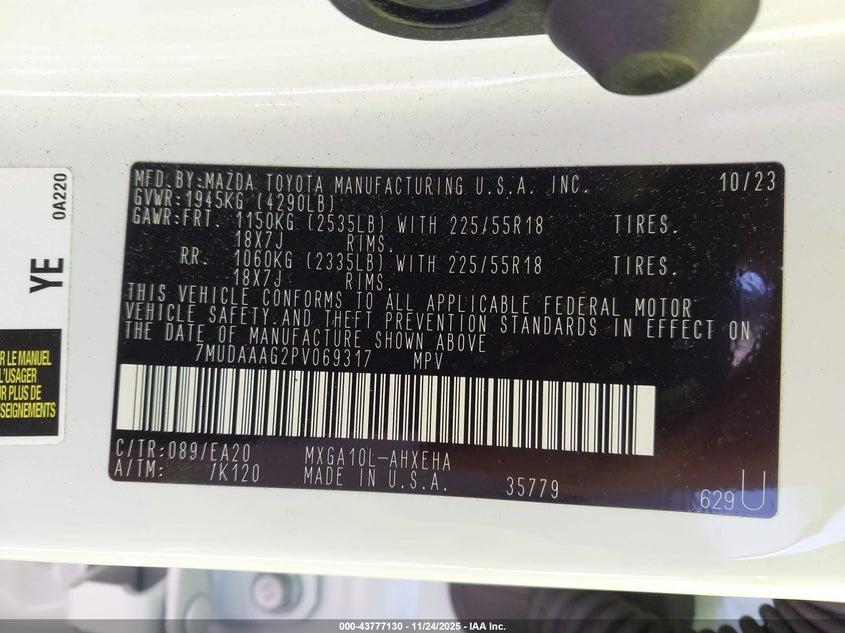 MFD.BY:MAZDA TOYOTA MANUFACTURING U.S.A. INC. 10/23
GVWR:1945KG (4290LB)
GAWR:FRT. 1150KG (2535LB) WITH 225/55R18 TIRES.
18X7J RIMS.
RR. 1060KG (2335LB) WITH 225/55R18 TIRES.
18X7J RIMS.
THIS VEHICLE CONFORMS TO ALL APPLICABLE FEDERAL MOTOR
VEHICLE SAFETY AND THEFT PREVENTION STANDARDS IN EFFECT ON
THE DATE OF MANUFACTURE SHOWN ABOVE
7MUDAAAG2PV069317 MPV
C/TR:089/EA20 MXGA10L-AHXEHA
A/TM: /K120 MADE IN U.S.A. 35779
629 U
0A220
YE
R LE MANUEL
L'USAGER
UR PLUS DE
SEIGNEMENTS
000-43777130 - 11/24/2025 - IAA Inc.